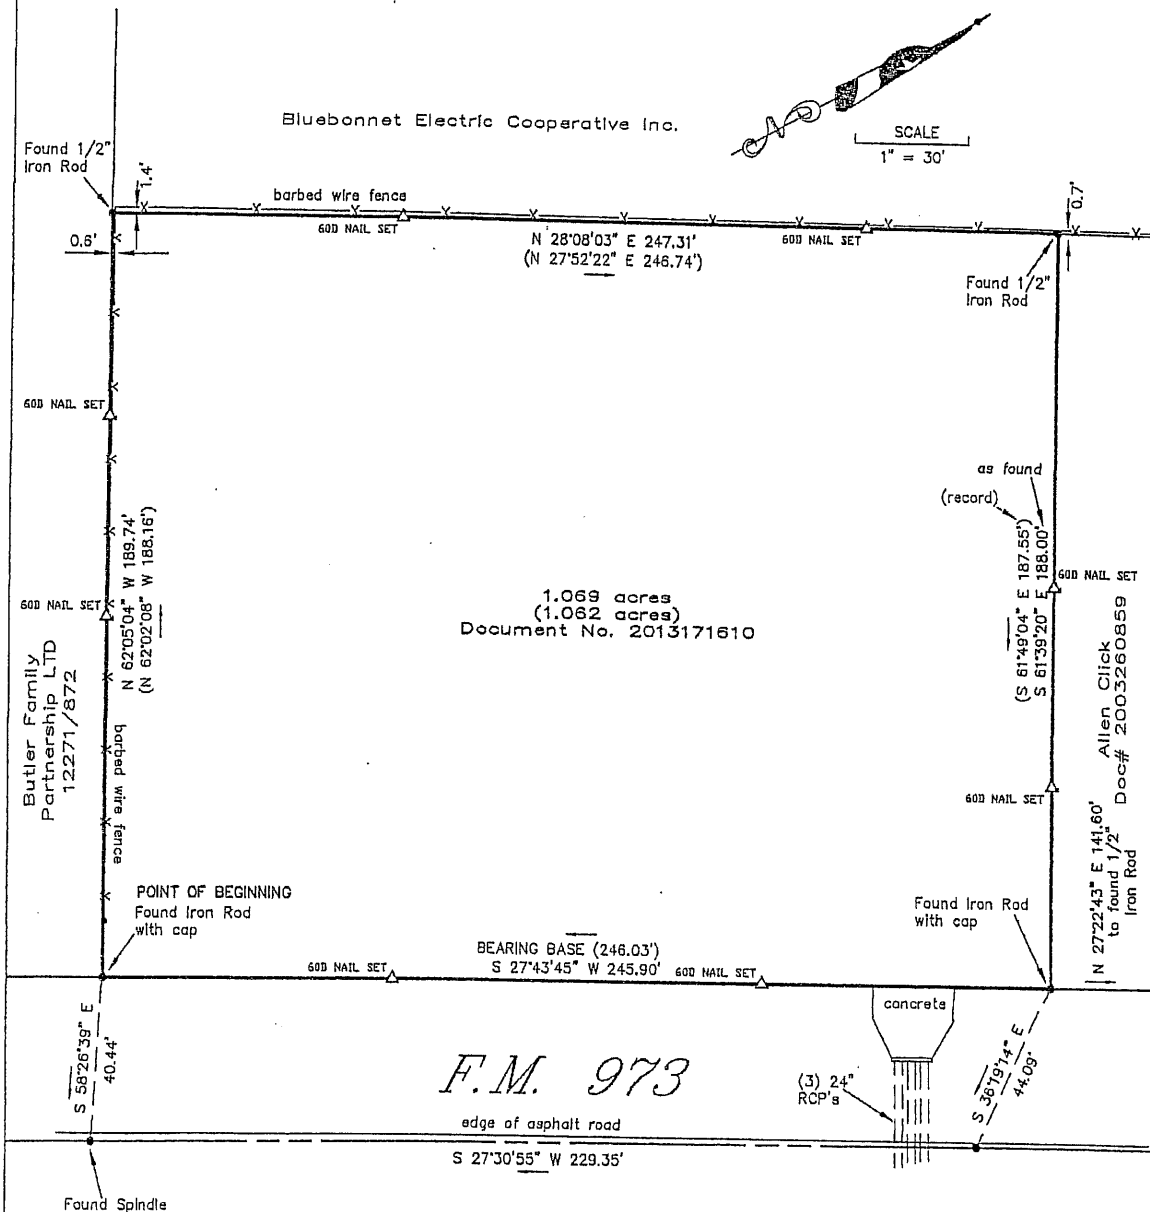 Bluebonnet Electric Cooperative Inc.
SCALE
1" = 30'
Found 1/2"
Iron Rod
1.4'
barbed wire fence
60D NAIL SET
0.6'
N 28°08'03" E 247.31'
(N 27°52'22" E 246.74')
60D NAIL SET
0.7'
Found 1/2"
Iron Rod
60D NAIL SET
as found
(record)
N 62°05'04" W 189.74'
(N 62°02'08" W 188.16')
(S 61°49'04" E 187.55')
S 61°39'20" E 188.00'
60D NAIL SET
60D NAIL SET
1.069 acres
(1.062 acres)
Document No. 2013171610
Butler Family
Partnership LTD
12271/872
barbed wire fence
Allen Click
Doc# 2003260859
60D NAIL SET
N 27°22'43" E 141.60'
to found 1/2"
Iron Rod
POINT OF BEGINNING
Found Iron Rod
with cap
Found Iron Rod
with cap
BEARING BASE (246.03')
S 27°43'45" W 245.90'
60D NAIL SET
60D NAIL SET
concrete
S 58°26'39" E
40.44'
F.M. 973
(3) 24"
RCP's
S 36°19'14" E
44.09'
edge of asphalt road
S 27°30'55" W 229.35'
Found Spindle